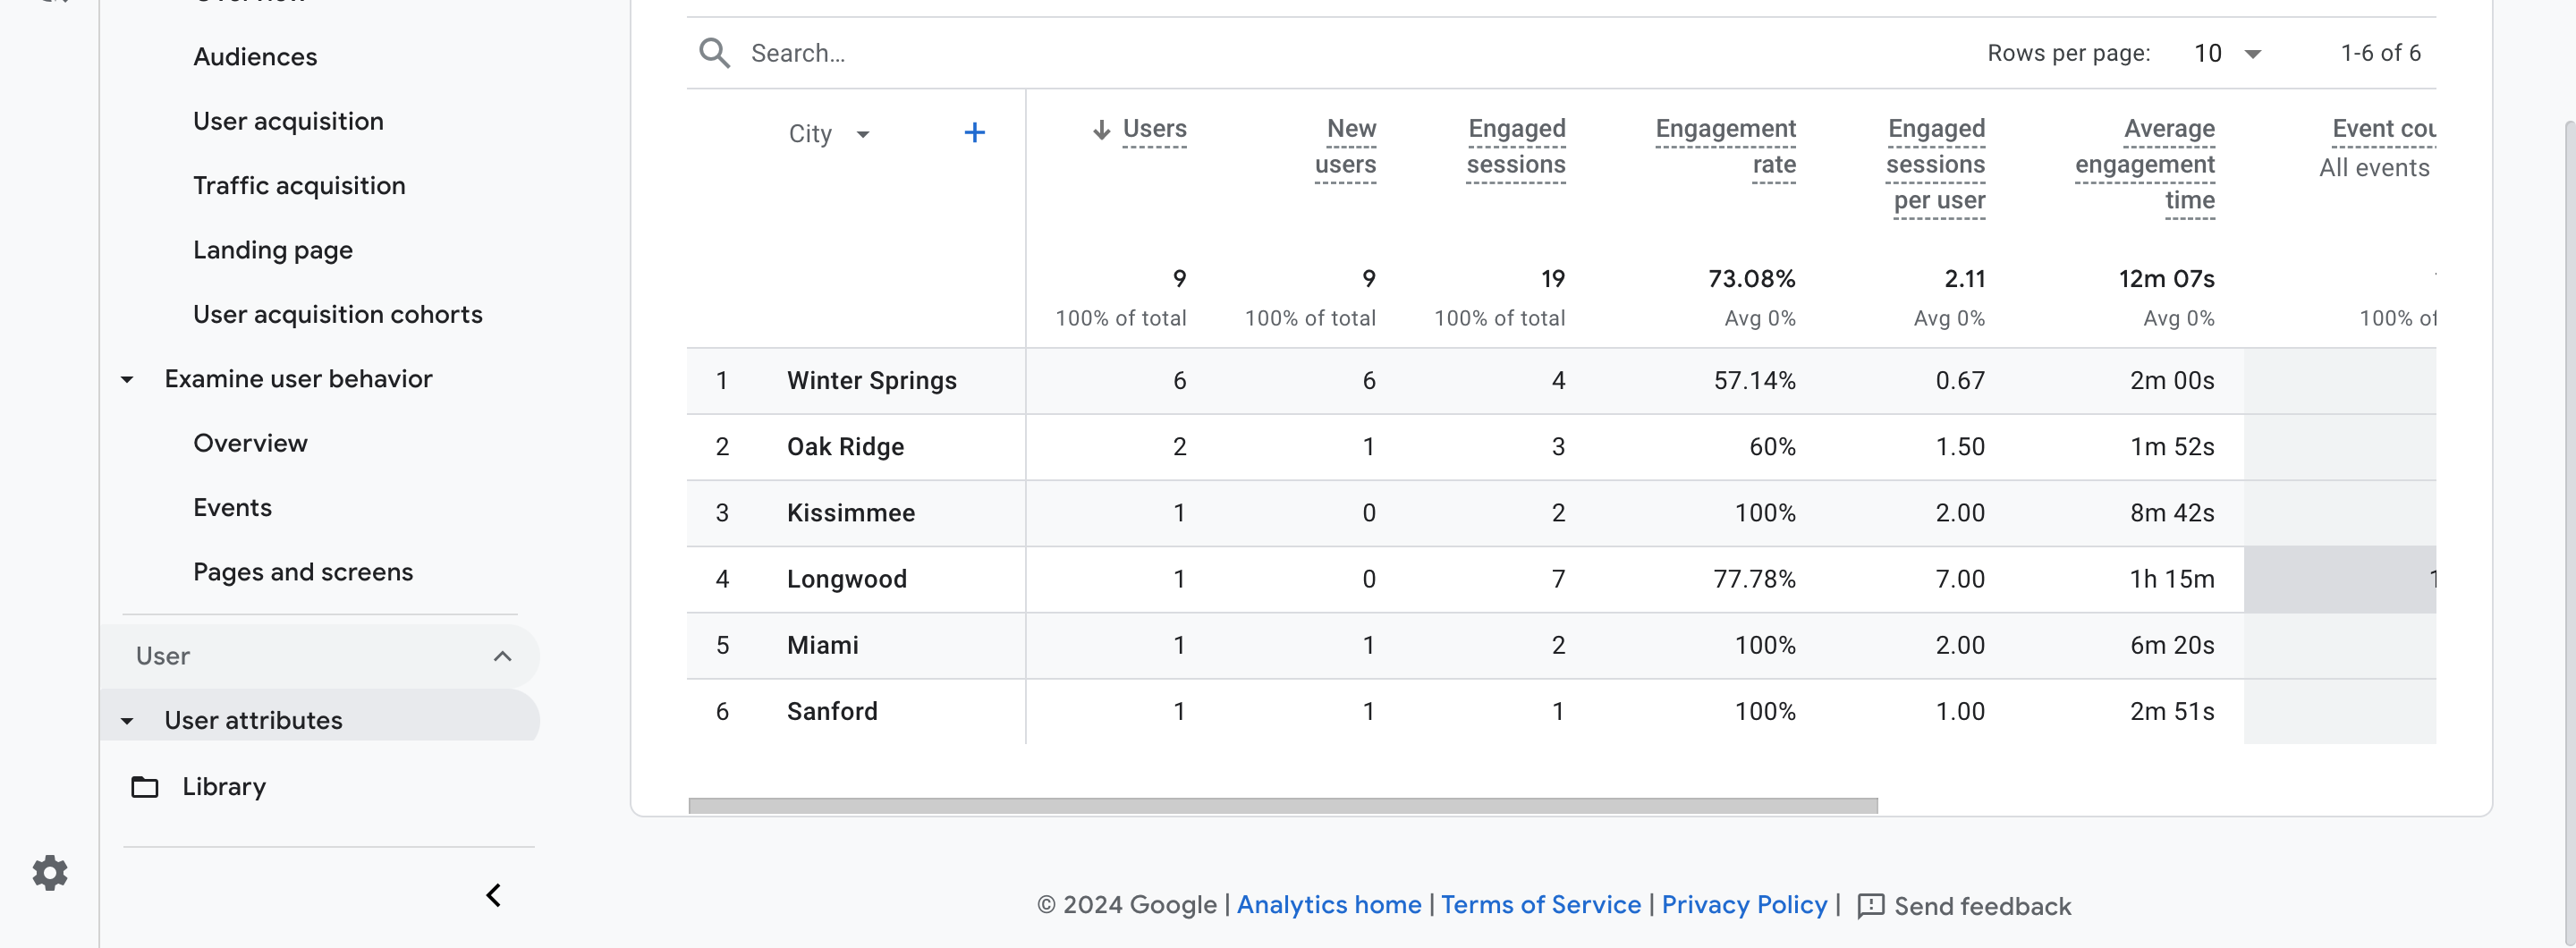 Audiences
User acquisition
Traffic acquisition
Landing page
User acquisition cohorts
Examine user behavior
Overview
Events
Pages and screens
User
User attributes
Library
Search...
Rows per page: 10 1-6 of 6
City + Users New users Engaged sessions Engagement rate Engaged sessions per user Average engagement time Event cou All events
9 9 19 73.08% 2.11 12m 07s
100% of total 100% of total 100% of total Avg 0% Avg 0% Avg 0% 100% of
1 Winter Springs 6 6 4 57.14% 0.67 2m 00s
2 Oak Ridge 2 1 3 60% 1.50 1m 52s
3 Kissimmee 1 0 2 100% 2.00 8m 42s
4 Longwood 1 0 7 77.78% 7.00 1h 15m 1
5 Miami 1 1 2 100% 2.00 6m 20s
6 Sanford 1 1 1 100% 1.00 2m 51s
© 2024 Google | Analytics home | Terms of Service | Privacy Policy | Send feedback